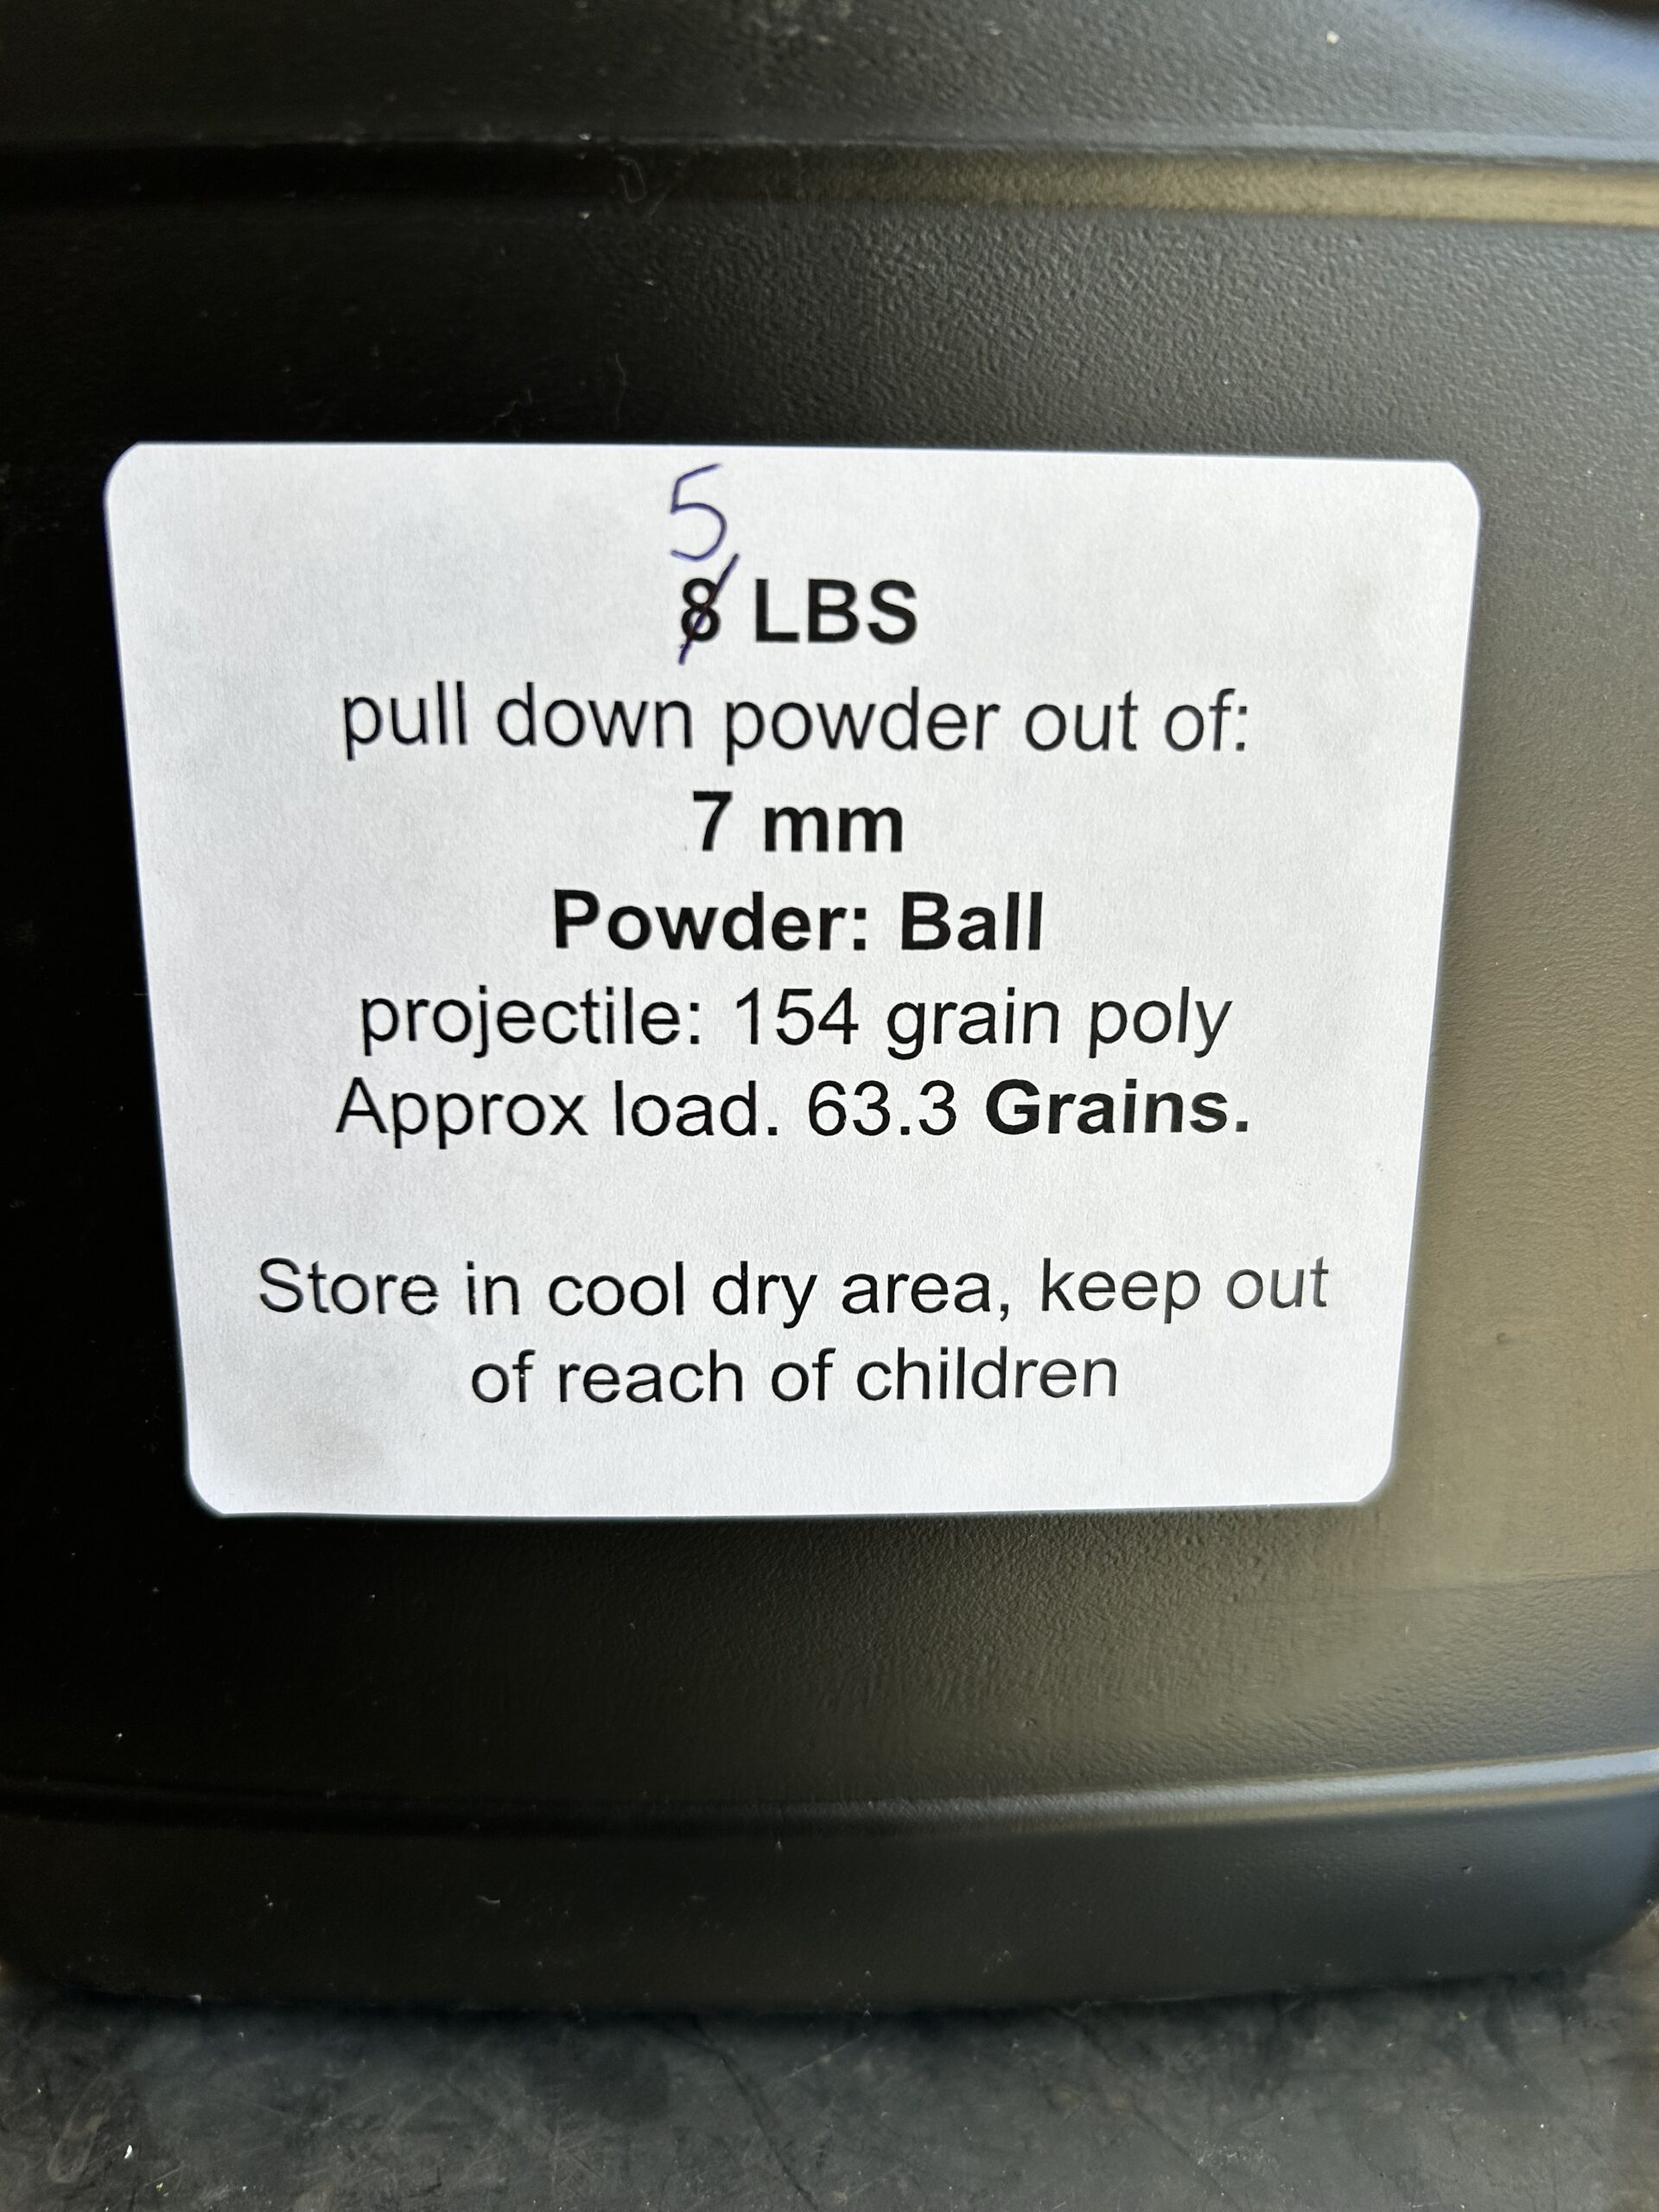 5
8 LBS
pull down powder out of:
7 mm
Powder: Ball
projectile: 154 grain poly
Approx load. 63.3 Grains.
Store in cool dry area, keep out
of reach of children